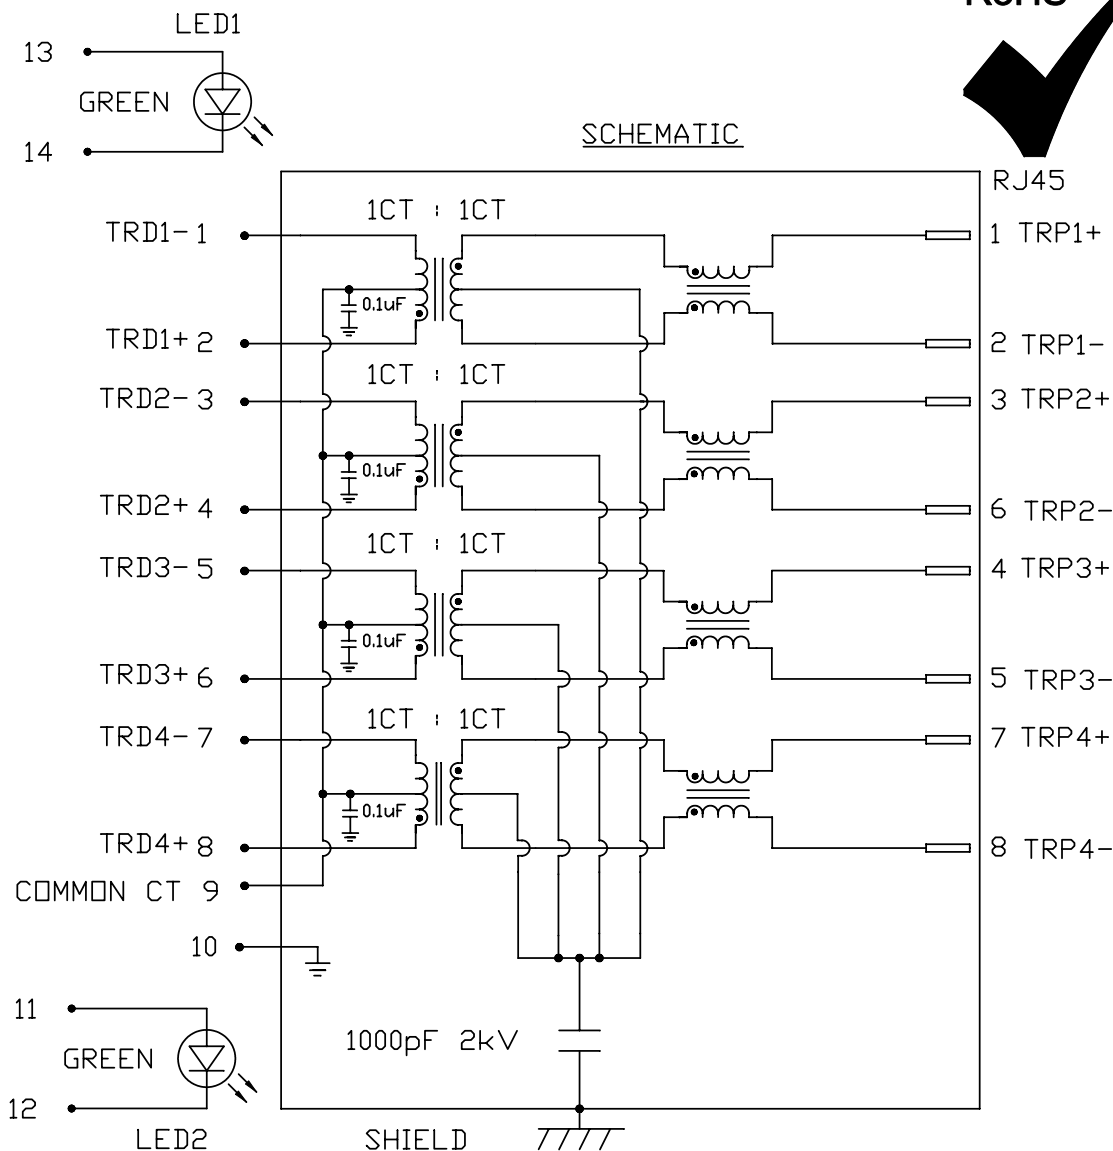 RoHS
LED1
13
GREEN
14
SCHEMATIC
RJ45
1CT : 1CT
TRD1- 1
1 TRP1+
0.1uF
TRD1+ 2
2 TRP1-
1CT : 1CT
TRD2- 3
3 TRP2+
0.1uF
TRD2+ 4
6 TRP2-
1CT : 1CT
TRD3- 5
4 TRP3+
0.1uF
TRD3+ 6
5 TRP3-
1CT : 1CT
TRD4- 7
7 TRP4+
0.1uF
TRD4+ 8
8 TRP4-
COMMON CT 9
10
11
1000pF 2kV
GREEN
12
LED2
SHIELD